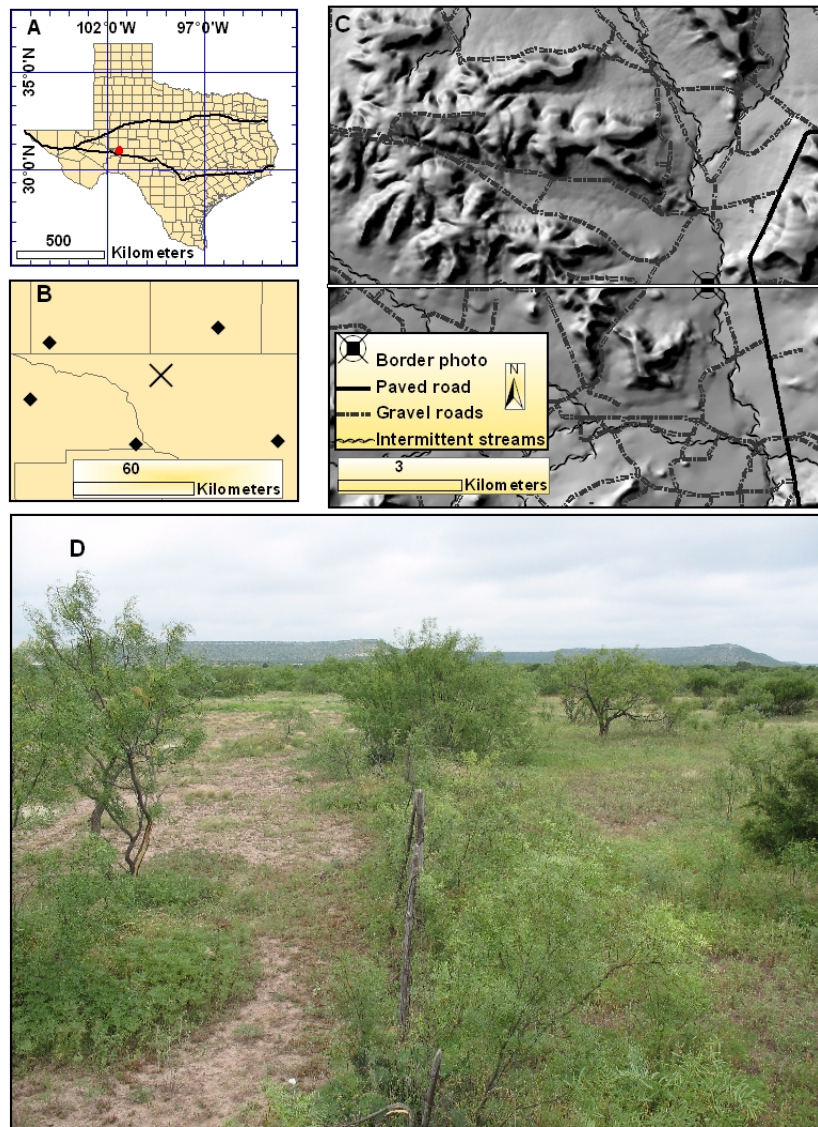 A
102°0'W 97°0'W
35°0'N
30°0'N
500
Kilometers
B
60
Kilometers
C
Border photo
N
Paved road
Gravel roads
Intermittent streams
3
Kilometers
D